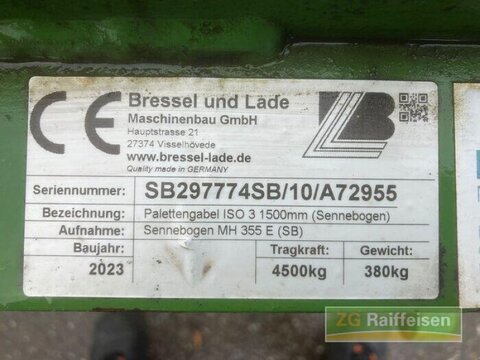 CE
Bressel und Lade
Maschinenbau GmbH
Hauptstrasse 21
27374 Visselhövede
www.bressel-lade.de
Quality made in GERMANY
LB
Seriennummer: SB297774SB/10/A72955
Bezeichnung: Palettengabel ISO 3 1500mm (Sennebogen)
Aufnahme: Sennebogen MH 355 E (SB)
Baujahr: Tragkraft: Gewicht:
2023 4500kg 380kg
ZG Raiffeisen